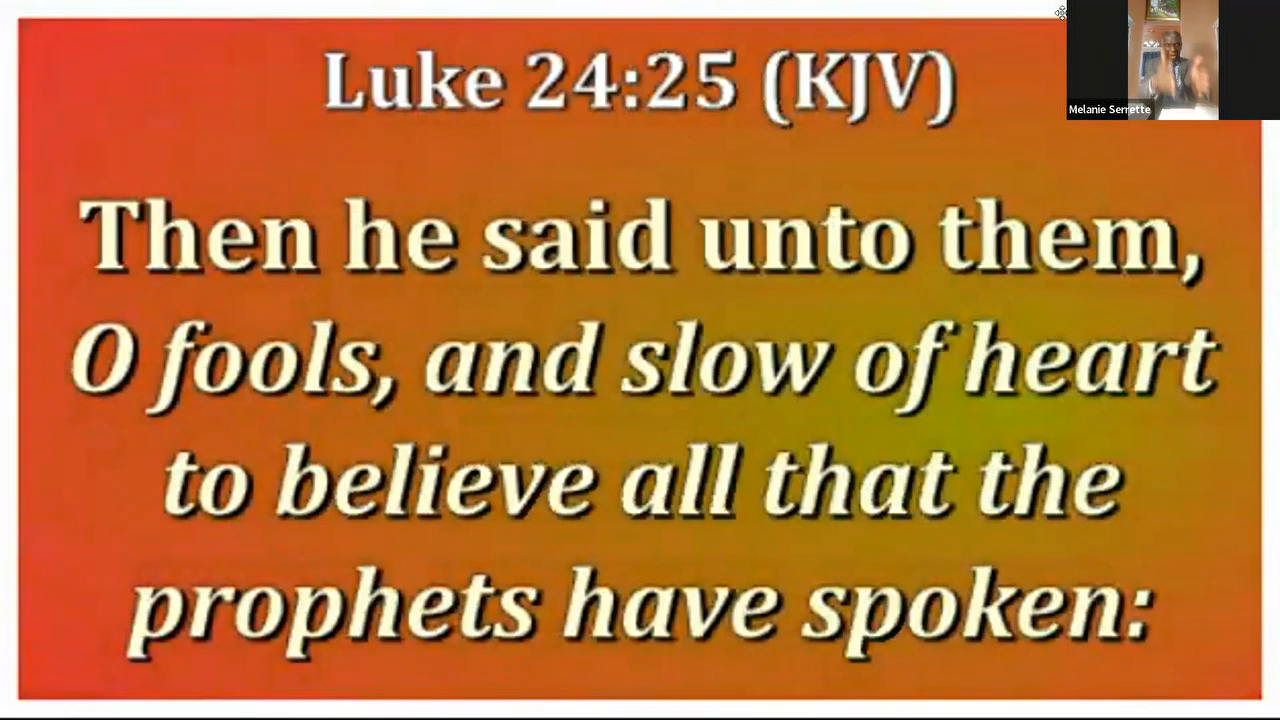 Luke 24:25 (KJV)
Melanie Serrette
Then he said unto them,
O fools, and slow of heart
to believe all that the
prophets have spoken: